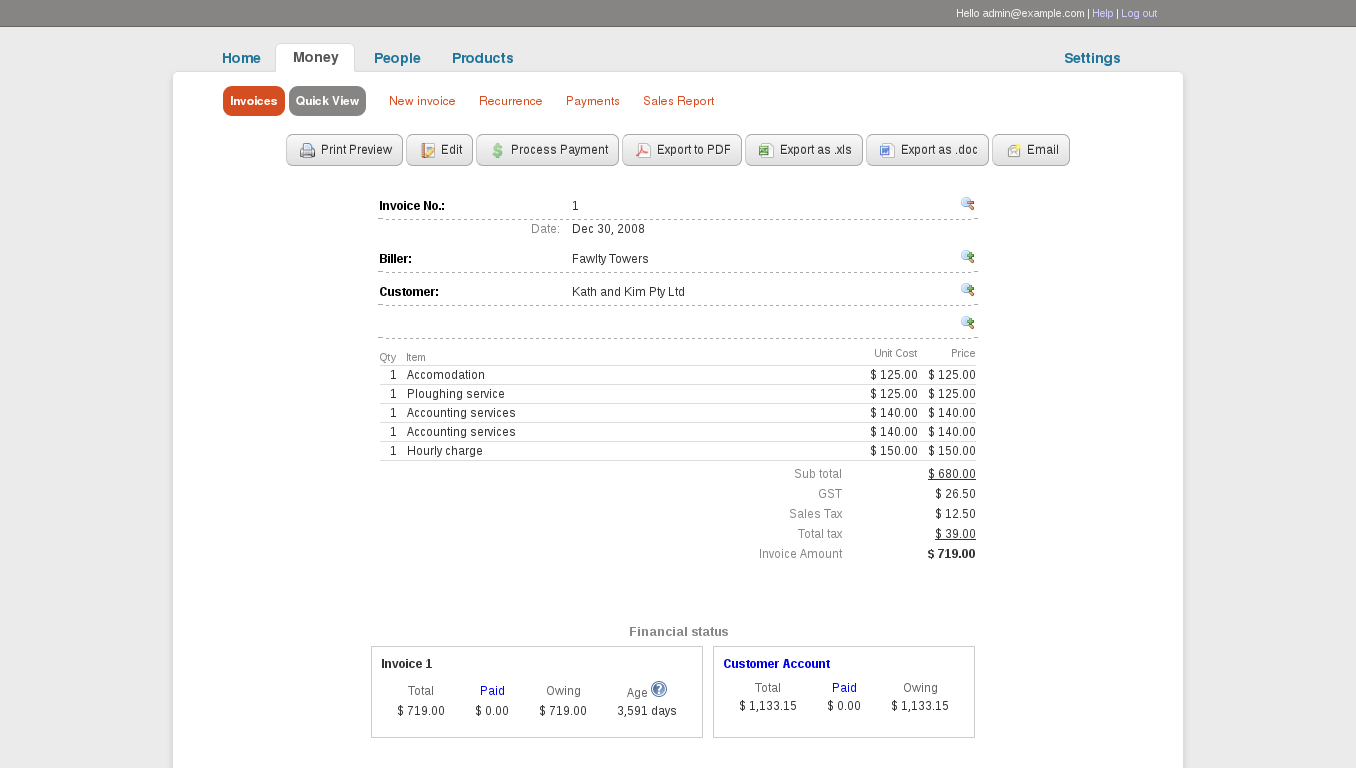 Hello admin@example.com | Help | Log out
Home Money People Products Settings
Invoices Quick View New invoice Recurrence Payments Sales Report
Print Preview Edit Process Payment Export to PDF Export as .xls Export as .doc Email
Invoice No.: 1
Date: Dec 30, 2008
Biller: Fawlty Towers
Customer: Kath and Kim Pty Ltd
Qty Item Unit Cost Price
1 Accomodation $ 125.00 $ 125.00
1 Ploughing service $ 125.00 $ 125.00
1 Accounting services $ 140.00 $ 140.00
1 Accounting services $ 140.00 $ 140.00
1 Hourly charge $ 150.00 $ 150.00
Sub total $ 680.00
GST $ 26.50
Sales Tax $ 12.50
Total tax $ 39.00
Invoice Amount $ 719.00
Financial status
Invoice 1
Total Paid Owing Age ?
$ 719.00 $ 0.00 $ 719.00 3,591 days
Customer Account
Total Paid Owing
$ 1,133.15 $ 0.00 $ 1,133.15